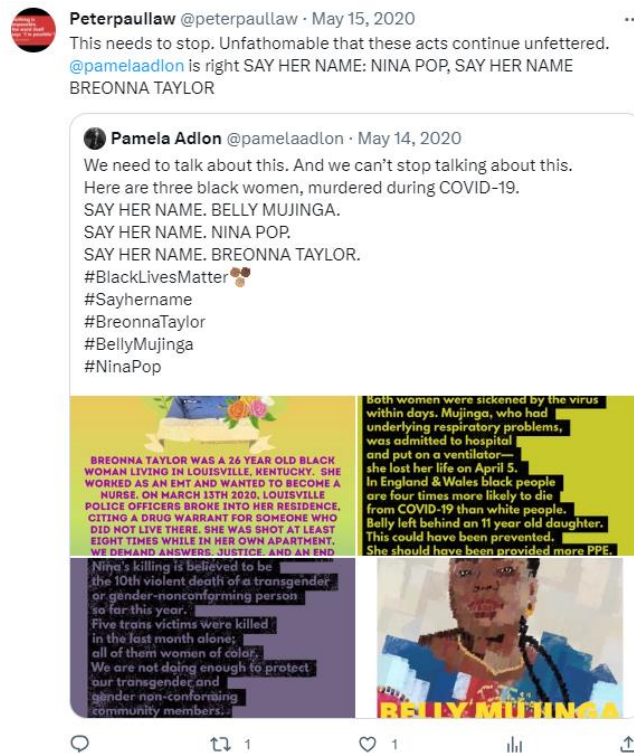 Peterpaullaw @peterpaullaw · May 15, 2020
This needs to stop. Unfathomable that these acts continue unfettered.
@pamelaadlon is right SAY HER NAME: NINA POP, SAY HER NAME
BREONNA TAYLOR
Pamela Adlon @pamelaadlon · May 14, 2020
We need to talk about this. And we can't stop talking about this.
Here are three black women, murdered during COVID-19.
SAY HER NAME. BELLY MUJINGA.
SAY HER NAME. NINA POP.
SAY HER NAME. BREONNA TAYLOR.
#BlackLivesMatter
#Sayhername
#BreonnaTaylor
#BellyMujinga
#NinaPop
BREONNA TAYLOR WAS A 26 YEAR OLD BLACK
WOMAN LIVING IN LOUISVILLE, KENTUCKY. SHE
WORKED AS AN EMT AND WANTED TO BECOME A
NURSE. ON MARCH 13TH 2020, LOUISVILLE
POLICE OFFICERS BROKE INTO HER RESIDENCE,
CITING A DRUG WARRANT FOR SOMEONE WHO
DID NOT LIVE THERE. SHE WAS SHOT AT LEAST
EIGHT TIMES WHILE IN HER OWN APARTMENT.
WE DEMAND ANSWERS, JUSTICE, AND AN END
Both women were sickened by the virus
within days. Mujinga, who had
underlying respiratory problems,
was admitted to hospital
and put on a ventilator—
she lost her life on April 5.
In England & Wales black people
are four times more likely to die
from COVID-19 than white people.
Belly left behind an 11 year old daughter.
This could have been prevented.
She should have been provided more PPE.
Nina's killing is believed to be
the 10th violent death of a transgender
or gender-nonconforming person
so far this year.
Five trans victims were killed
in the last month alone;
all of them women of color.
We are not doing enough to protect
our transgender and
gender non-conforming
community members.
BELLY MUJINGA
1
1